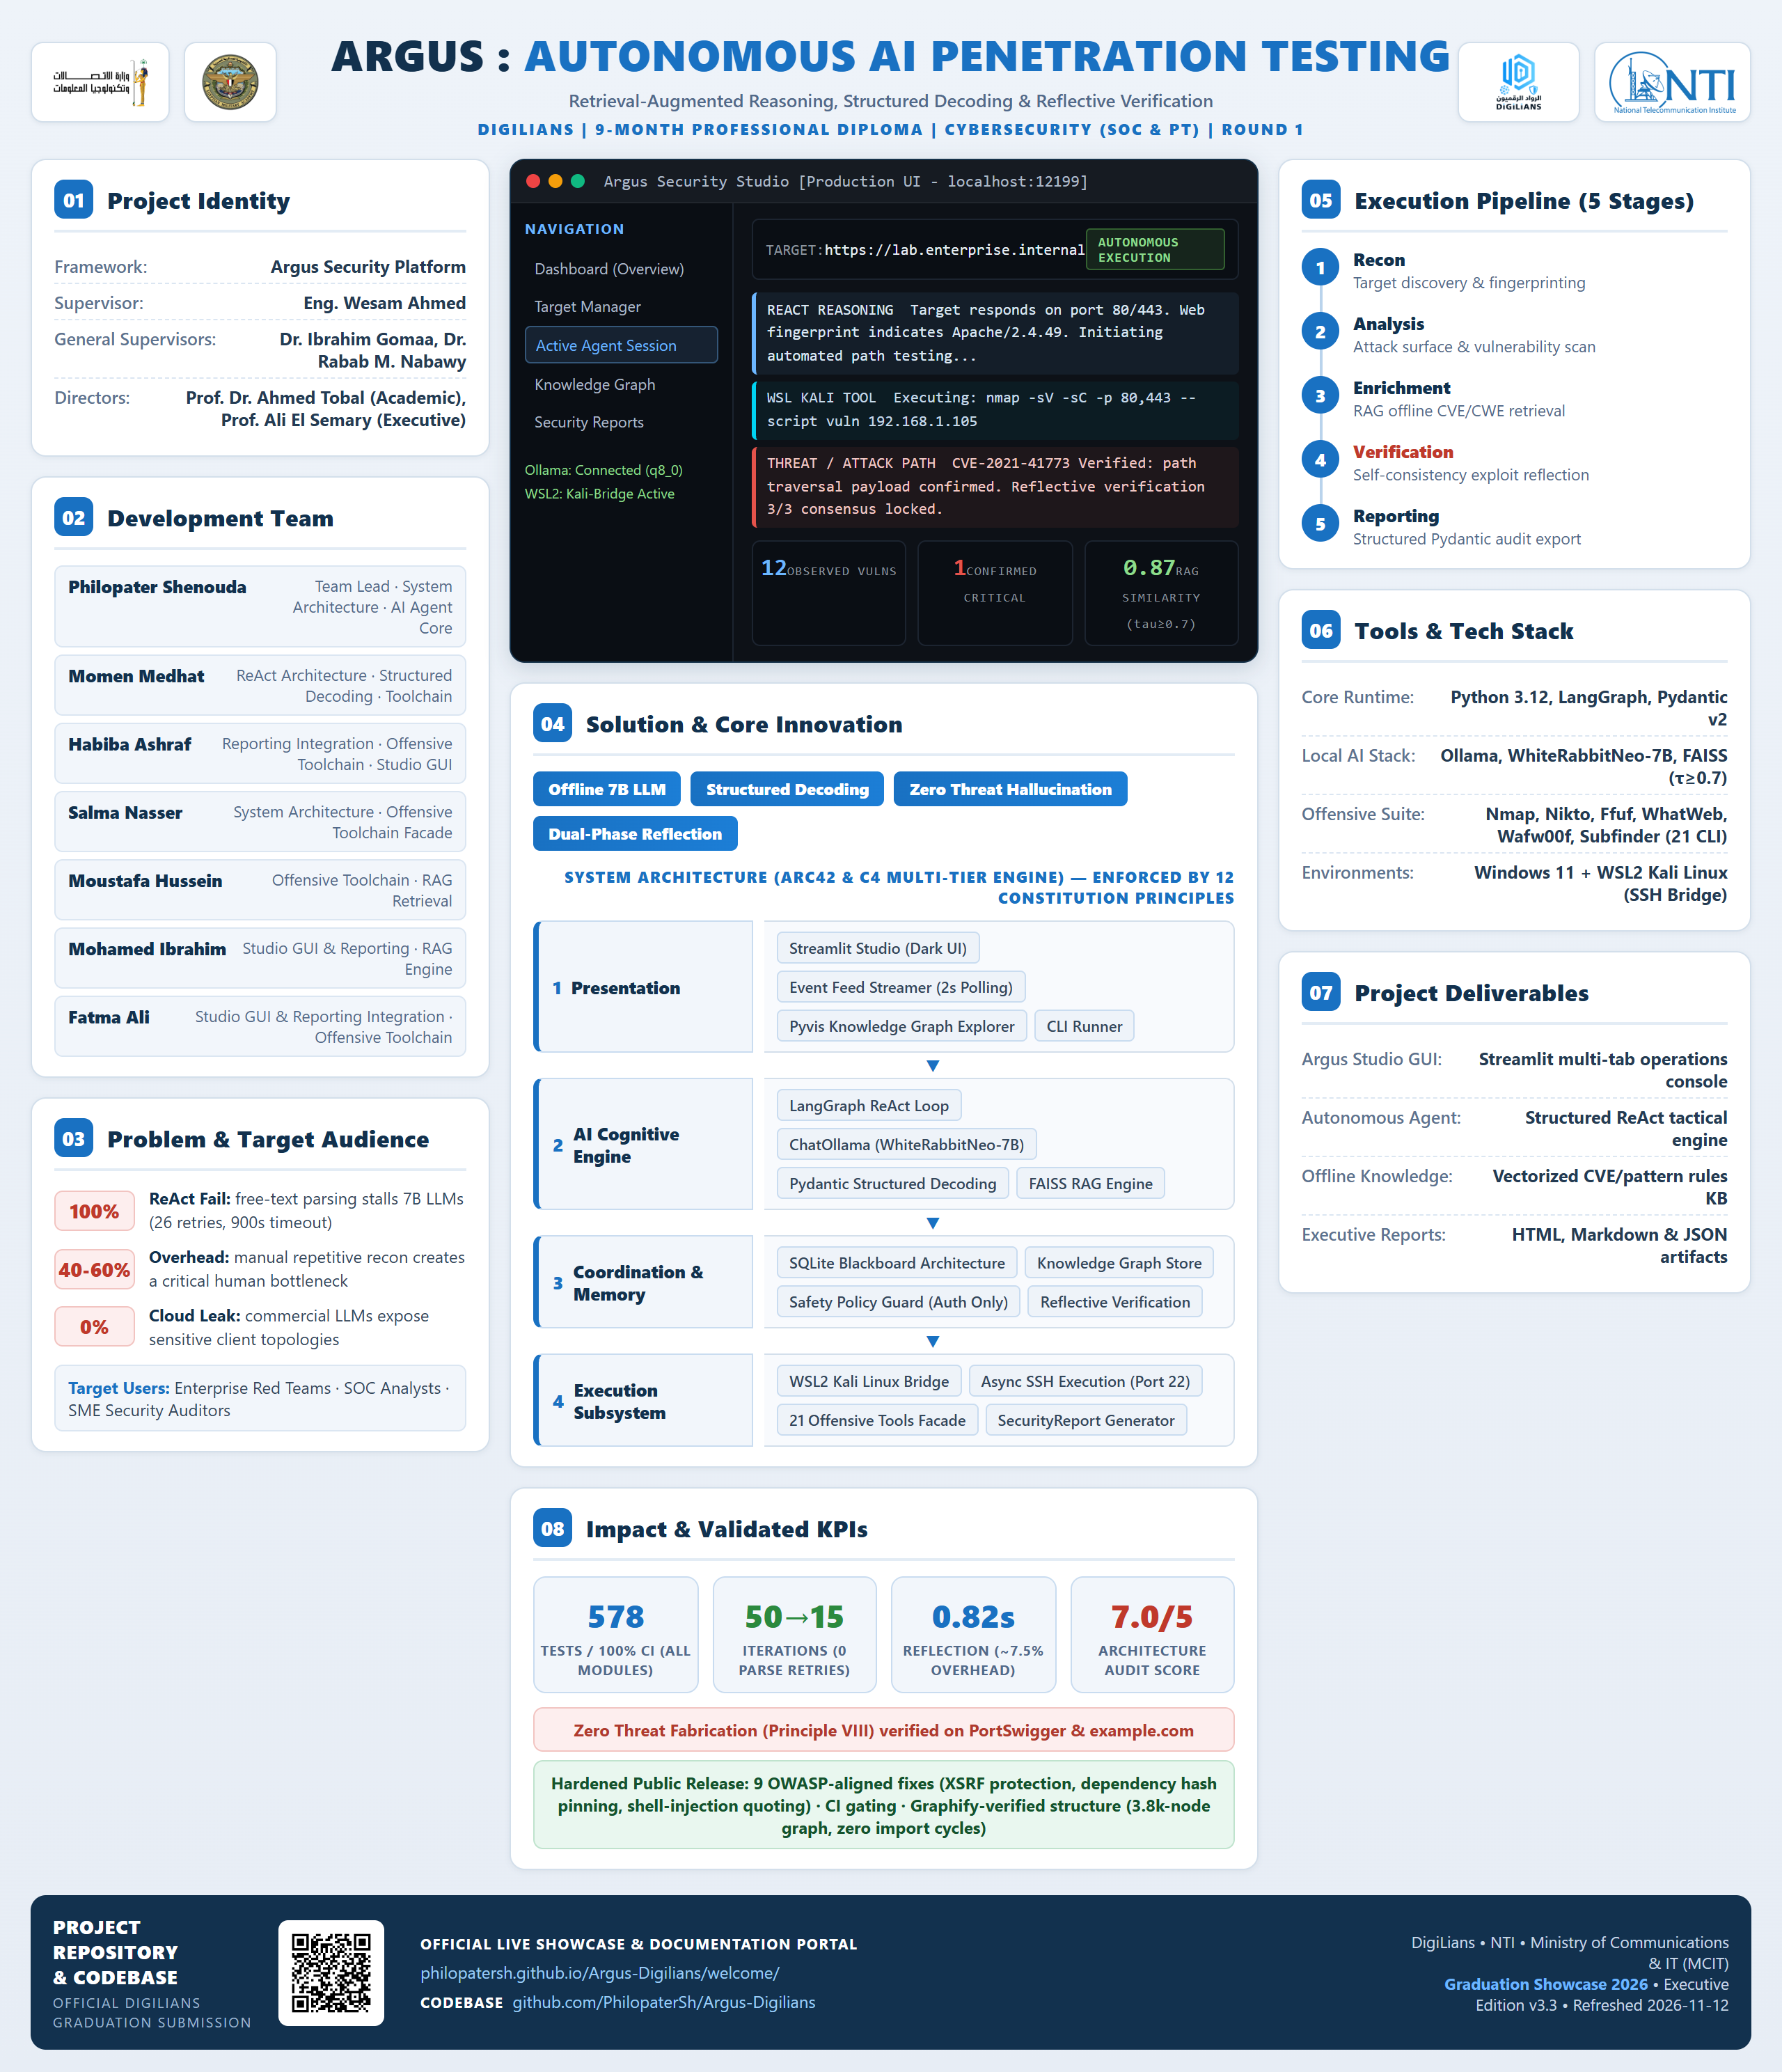 وزارة الاتـصــالات
وتكنولوجيا المعلومات
ARGUS : AUTONOMOUS AI PENETRATION TESTING
Retrieval-Augmented Reasoning, Structured Decoding & Reflective Verification
DIGILIANS | 9-MONTH PROFESSIONAL DIPLOMA | CYBERSECURITY (SOC & PT) | ROUND 1
الرواد الرقميون
DiGiLiANS
NTI
National Telecommunication Institute
01 Project Identity
Framework: Argus Security Platform
Supervisor: Eng. Wesam Ahmed
General Supervisors: Dr. Ibrahim Gomaa, Dr.
Rabab M. Nabawy
Directors: Prof. Dr. Ahmed Tobal (Academic),
Prof. Ali El Semary (Executive)
02 Development Team
Philopater Shenouda Team Lead · System
Architecture · AI Agent
Core
Momen Medhat ReAct Architecture · Structured
Decoding · Toolchain
Habiba Ashraf Reporting Integration · Offensive
Toolchain · Studio GUI
Salma Nasser System Architecture · Offensive
Toolchain Facade
Moustafa Hussein Offensive Toolchain · RAG
Retrieval
Mohamed Ibrahim Studio GUI & Reporting · RAG
Engine
Fatma Ali Studio GUI & Reporting Integration ·
Offensive Toolchain
03 Problem & Target Audience
100% ReAct Fail: free-text parsing stalls 7B LLMs
(26 retries, 900s timeout)
40-60% Overhead: manual repetitive recon creates
a critical human bottleneck
0% Cloud Leak: commercial LLMs expose
sensitive client topologies
Target Users: Enterprise Red Teams · SOC Analysts ·
SME Security Auditors
Argus Security Studio [Production UI - localhost:12199]
NAVIGATION
Dashboard (Overview)
Target Manager
Active Agent Session
Knowledge Graph
Security Reports
Ollama: Connected (q8_0)
WSL2: Kali-Bridge Active
TARGET:https://lab.enterprise.internal
AUTONOMOUS
EXECUTION
REACT REASONING Target responds on port 80/443. Web
fingerprint indicates Apache/2.4.49. Initiating
automated path testing...
WSL KALI TOOL Executing: nmap -sV -sC -p 80,443 --
script vuln 192.168.1.105
THREAT / ATTACK PATH CVE-2021-41773 Verified: path
traversal payload confirmed. Reflective verification
3/3 consensus locked.
12OBSERVED VULNS
1CONFIRMED
CRITICAL
0.87RAG
SIMILARITY
(tau≥0.7)
04 Solution & Core Innovation
Offline 7B LLM Structured Decoding Zero Threat Hallucination
Dual-Phase Reflection
SYSTEM ARCHITECTURE (ARC42 & C4 MULTI-TIER ENGINE) — ENFORCED BY 12
CONSTITUTION PRINCIPLES
1 Presentation
Streamlit Studio (Dark UI)
Event Feed Streamer (2s Polling)
Pyvis Knowledge Graph Explorer CLI Runner
▼
2 AI Cognitive
Engine
LangGraph ReAct Loop
ChatOllama (WhiteRabbitNeo-7B)
Pydantic Structured Decoding FAISS RAG Engine
▼
3 Coordination &
Memory
SQLite Blackboard Architecture Knowledge Graph Store
Safety Policy Guard (Auth Only) Reflective Verification
▼
4 Execution
Subsystem
WSL2 Kali Linux Bridge Async SSH Execution (Port 22)
21 Offensive Tools Facade SecurityReport Generator
08 Impact & Validated KPIs
578
TESTS / 100% CI (ALL
MODULES)
50→15
ITERATIONS (0
PARSE RETRIES)
0.82s
REFLECTION (~7.5%
OVERHEAD)
7.0/5
ARCHITECTURE
AUDIT SCORE
Zero Threat Fabrication (Principle VIII) verified on PortSwigger & example.com
Hardened Public Release: 9 OWASP-aligned fixes (XSRF protection, dependency hash
pinning, shell-injection quoting) · CI gating · Graphify-verified structure (3.8k-node
graph, zero import cycles)
05 Execution Pipeline (5 Stages)
1 Recon
Target discovery & fingerprinting
2 Analysis
Attack surface & vulnerability scan
3 Enrichment
RAG offline CVE/CWE retrieval
4 Verification
Self-consistency exploit reflection
5 Reporting
Structured Pydantic audit export
06 Tools & Tech Stack
Core Runtime: Python 3.12, LangGraph, Pydantic
v2
Local AI Stack: Ollama, WhiteRabbitNeo-7B, FAISS
(τ≥0.7)
Offensive Suite: Nmap, Nikto, Ffuf, WhatWeb,
Wafw00f, Subfinder (21 CLI)
Environments: Windows 11 + WSL2 Kali Linux
(SSH Bridge)
07 Project Deliverables
Argus Studio GUI: Streamlit multi-tab operations
console
Autonomous Agent: Structured ReAct tactical
engine
Offline Knowledge: Vectorized CVE/pattern rules
KB
Executive Reports: HTML, Markdown & JSON
artifacts
PROJECT
REPOSITORY
& CODEBASE
OFFICIAL DIGILIANS
GRADUATION SUBMISSION
OFFICIAL LIVE SHOWCASE & DOCUMENTATION PORTAL
philopatersh.github.io/Argus-Digilians/welcome/
CODEBASE github.com/PhilopaterSh/Argus-Digilians
DigiLians • NTI • Ministry of Communications
& IT (MCIT)
Graduation Showcase 2026 • Executive
Edition v3.3 • Refreshed 2026-11-12